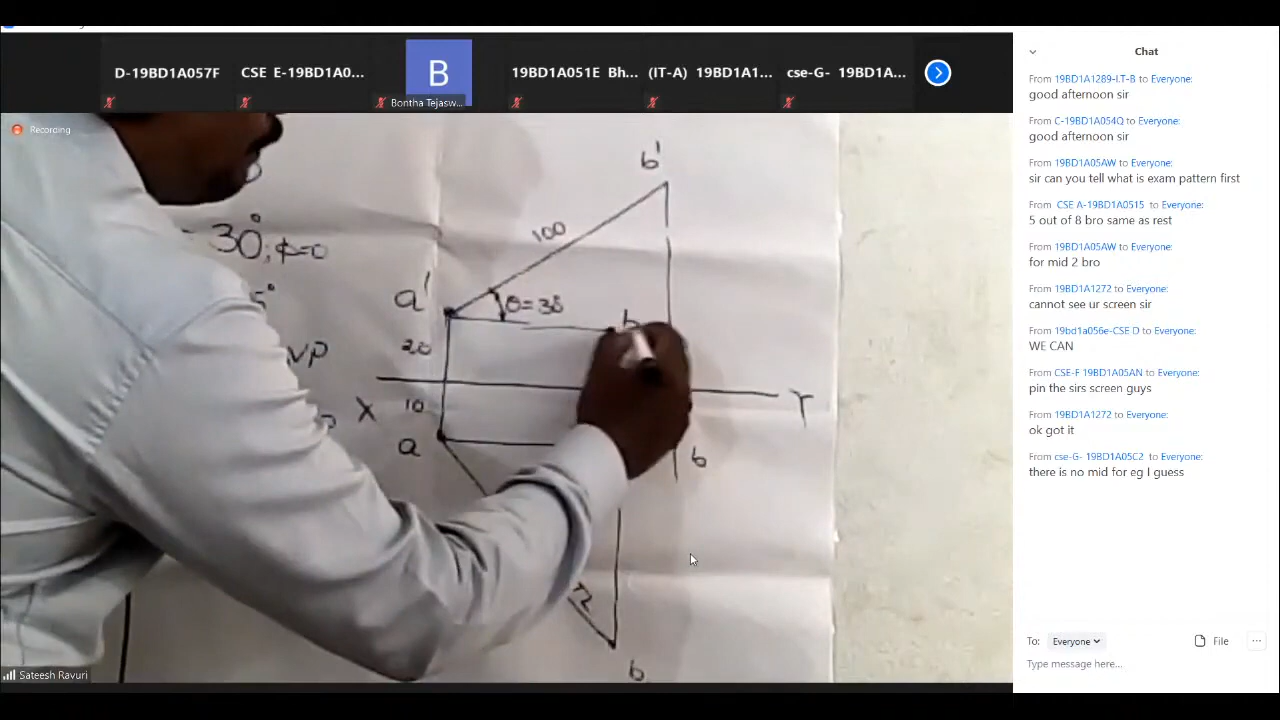 D-19BD1A057F
CSE E-19BD1A0...
B
Bontha Tejasw...
19BD1A051E Bh...
(IT-A) 19BD1A1...
cse-G- 19BD1A...
Recording
30°; ϕ=0
VP
b'
100
a'
θ=30
b
20
X
10
Y
a
b
72
b
Sateesh Ravuri
Chat
From 19BD1A1289-I.T-B to Everyone:
good afternoon sir
From C-19BD1A054Q to Everyone:
good afternoon sir
From 19BD1A05AW to Everyone:
sir can you tell what is exam pattern first
From CSE A-19BD1A0515 to Everyone:
5 out of 8 bro same as rest
From 19BD1A05AW to Everyone:
for mid 2 bro
From 19BD1A1272 to Everyone:
cannot see ur screen sir
From 19bd1a056e-CSE D to Everyone:
WE CAN
From CSE-F 19BD1A05AN to Everyone:
pin the sirs screen guys
From 19BD1A1272 to Everyone:
ok got it
From cse-G- 19BD1A05C2 to Everyone:
there is no mid for eg I guess
To: Everyone
File
Type message here...